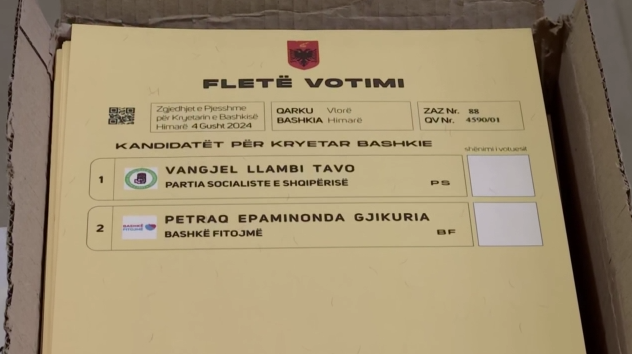 FLETË VOTIMI
Zgjedhjet e Pjesshme
për Kryetarin e Bashkisë
Himarë 4 Gusht 2024
QARKU Vlorë
BASHKIA Himarë
ZAZ Nr. 88
QV Nr. 4590/01
KANDIDATËT PËR KRYETAR BASHKIE
shënimi i votuesit
1 VANGJEL LLAMBI TAVO
PARTIA SOCIALISTE E SHQIPËRISË PS
2 BASHKË FITOJMË PETRAQ EPAMINONDA GJIKURIA
BASHKË FITOJMË BF